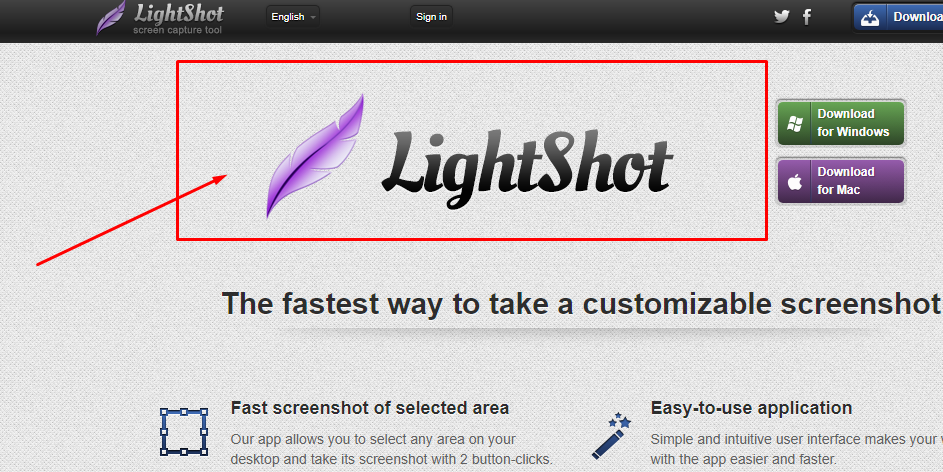 LightShot
screen capture tool
English
Sign in
Download
for Windows
Download
for Mac
LightShot
The fastest way to take a customizable screenshot
Fast screenshot of selected area
Our app allows you to select any area on your
desktop and take its screenshot with 2 button-clicks.
Easy-to-use application
Simple and intuitive user interface makes your
with the app easier and faster.